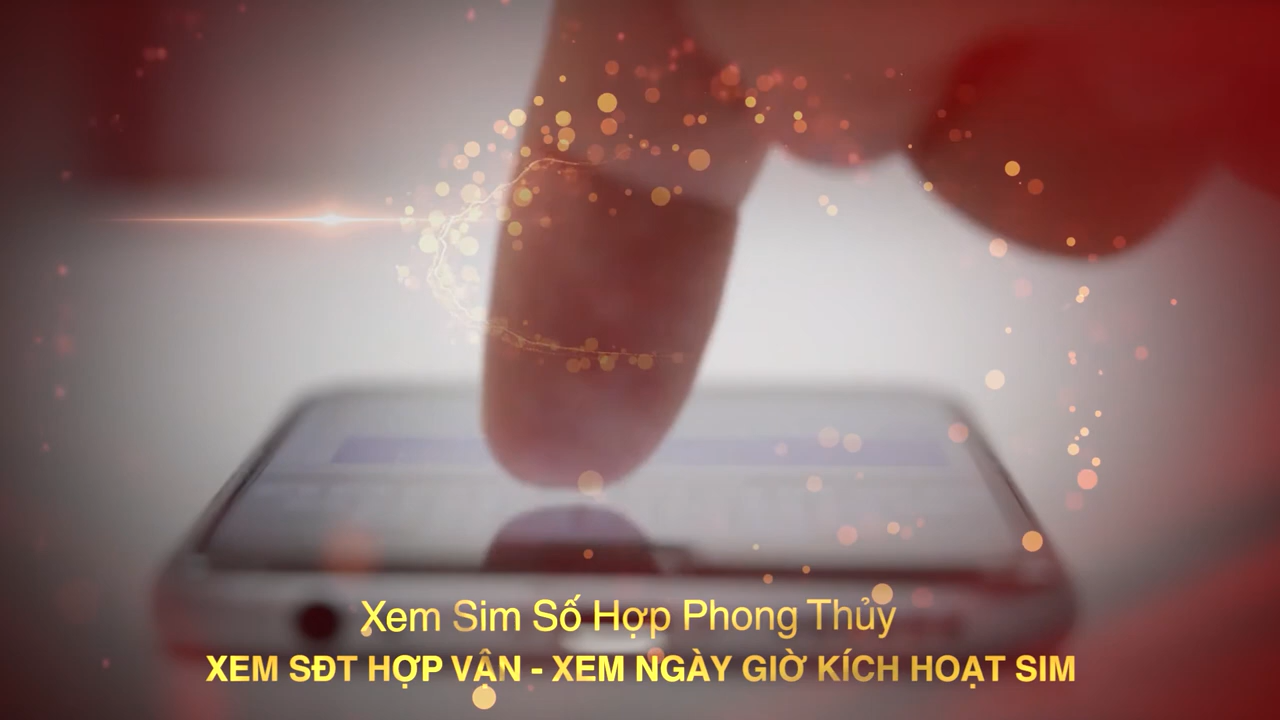 Xem Sim Số Hợp Phong Thủy
XEM SĐT HỢP VẬN - XEM NGÀY GIỜ KÍCH HOẠT SIM